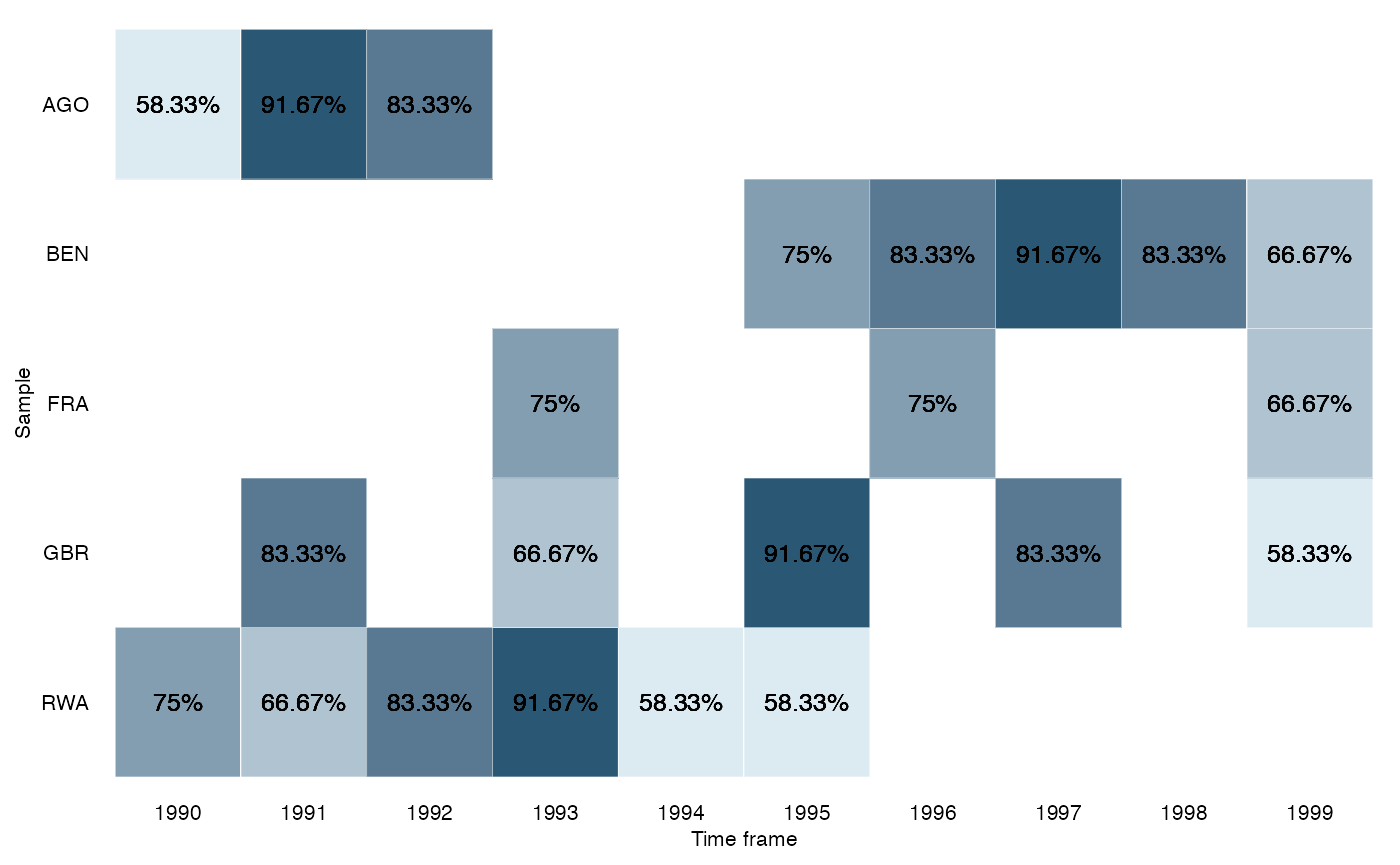 AGO 58.33% 91.67% 83.33%
BEN 75% 83.33% 91.67% 83.33% 66.67%
Sample
FRA 75% 75% 66.67%
GBR 83.33% 66.67% 91.67% 83.33% 58.33%
RWA 75% 66.67% 83.33% 91.67% 58.33% 58.33%
1990 1991 1992 1993 1994 1995 1996 1997 1998 1999
Time frame